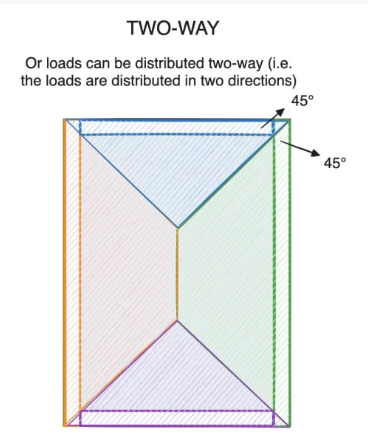 TWO-WAY
Or loads can be distributed two-way (i.e.
the loads are distributed in two directions)
45°
45°